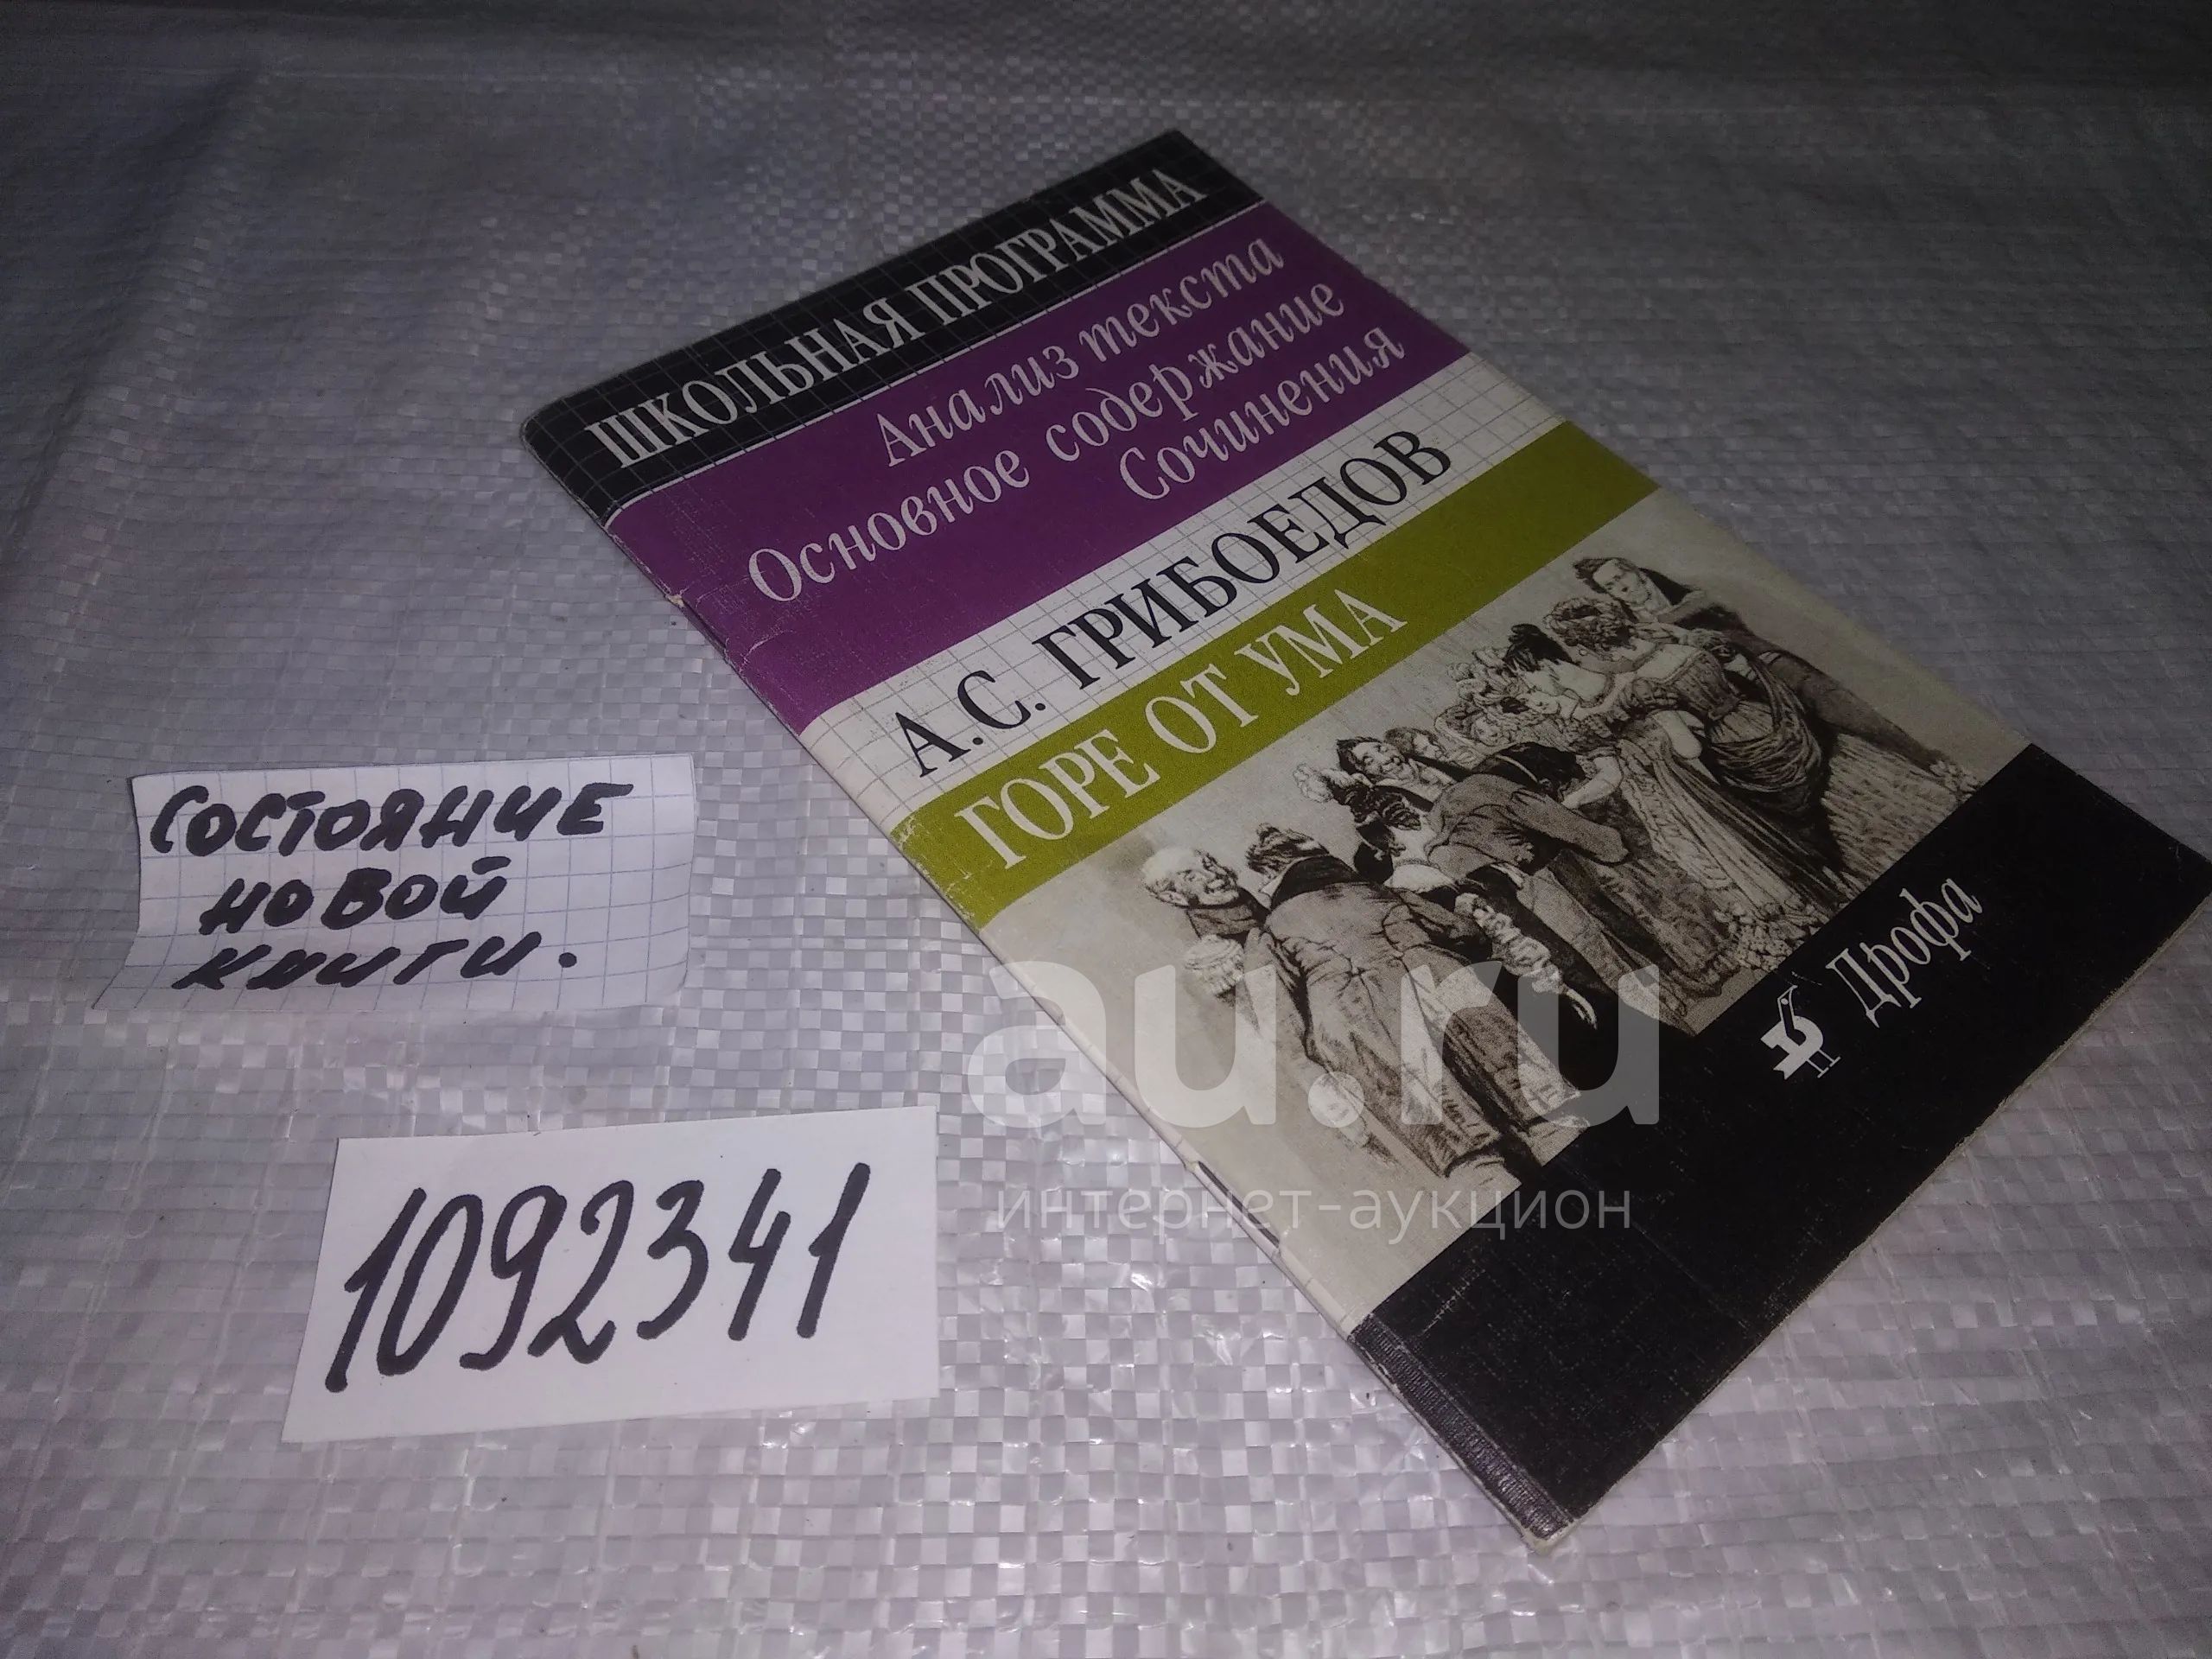 ШКОЛЬНАЯ ПРОГРАММА
Анализ текста
Основное содержание
Сочинения
А.С. ГРИБОЕДОВ
ГОРЕ ОТ УМА
Дрофа
СОСТОЯНИЕ
НОВОЙ
КНИГИ.
1092341
au.ru
интернет-аукцион